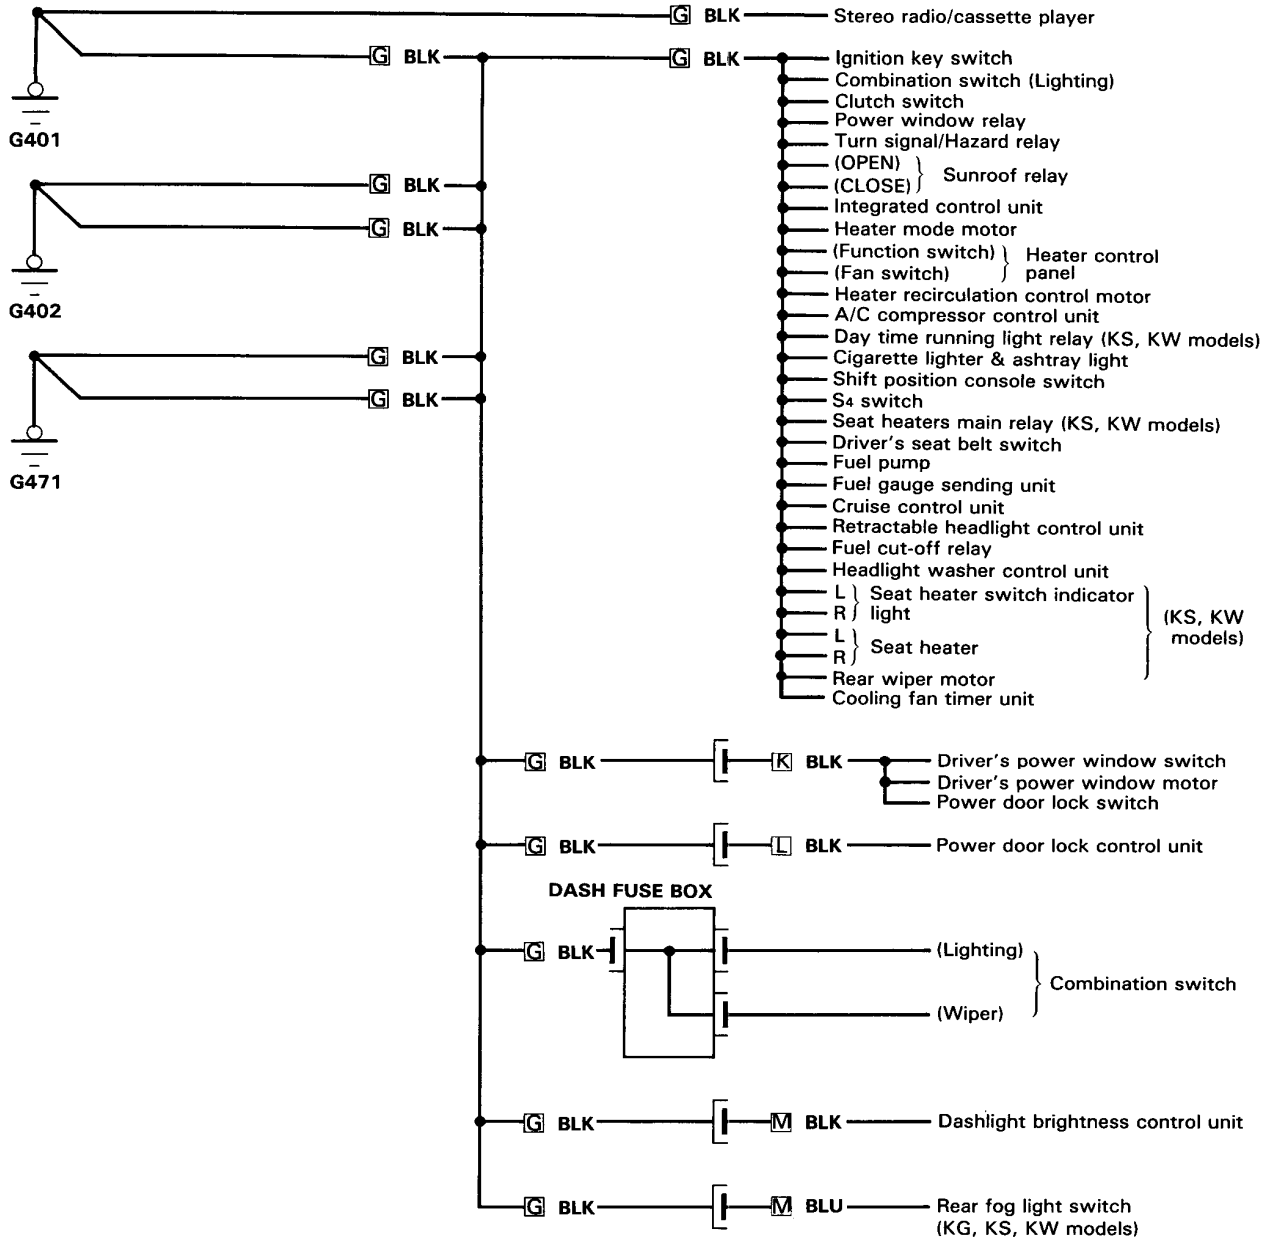 G BLK Stereo radio/cassette player
G BLK G BLK Ignition key switch
Combination switch (Lighting)
Clutch switch
G401
Power window relay
Turn signal/Hazard relay
(OPEN)
(CLOSE) Sunroof relay
G BLK
Integrated control unit
G BLK Heater mode motor
(Function switch) Heater control
(Fan switch) panel
G402
Heater recirculation control motor
A/C compressor control unit
Day time running light relay (KS, KW models)
G BLK Cigarette lighter & ashtray light
Shift position console switch
G BLK S4 switch
Seat heaters main relay (KS, KW models)
Driver's seat belt switch
Fuel pump
G471
Fuel gauge sending unit
Cruise control unit
Retractable headlight control unit
Fuel cut-off relay
Headlight washer control unit
L Seat heater switch indicator
R light
(KS, KW
models)
L
R Seat heater
Rear wiper motor
Cooling fan timer unit
G BLK K BLK Driver's power window switch
Driver's power window motor
Power door lock switch
G BLK L BLK Power door lock control unit
DASH FUSE BOX
G BLK (Lighting)
Combination switch
(Wiper)
G BLK M BLK Dashlight brightness control unit
G BLK M BLU Rear fog light switch
(KG, KS, KW models)